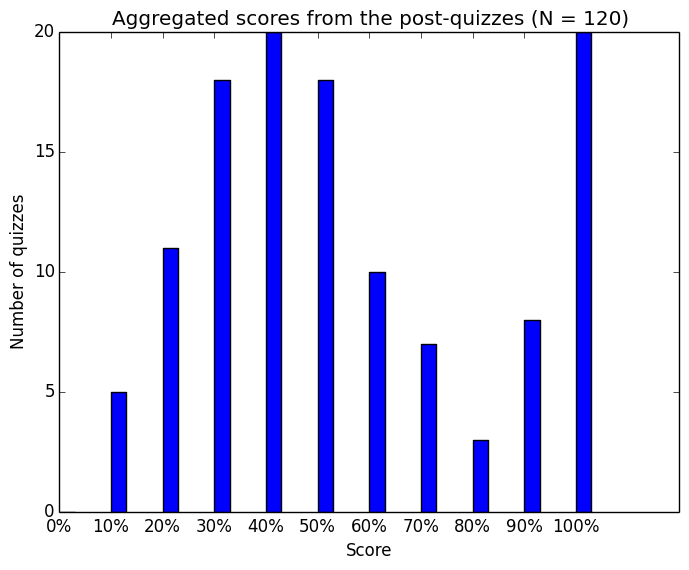 Aggregated scores from the post-quizzes (N = 120)
20
15
10
5
0
Number of quizzes
0% 10% 20% 30% 40% 50% 60% 70% 80% 90% 100%
Score